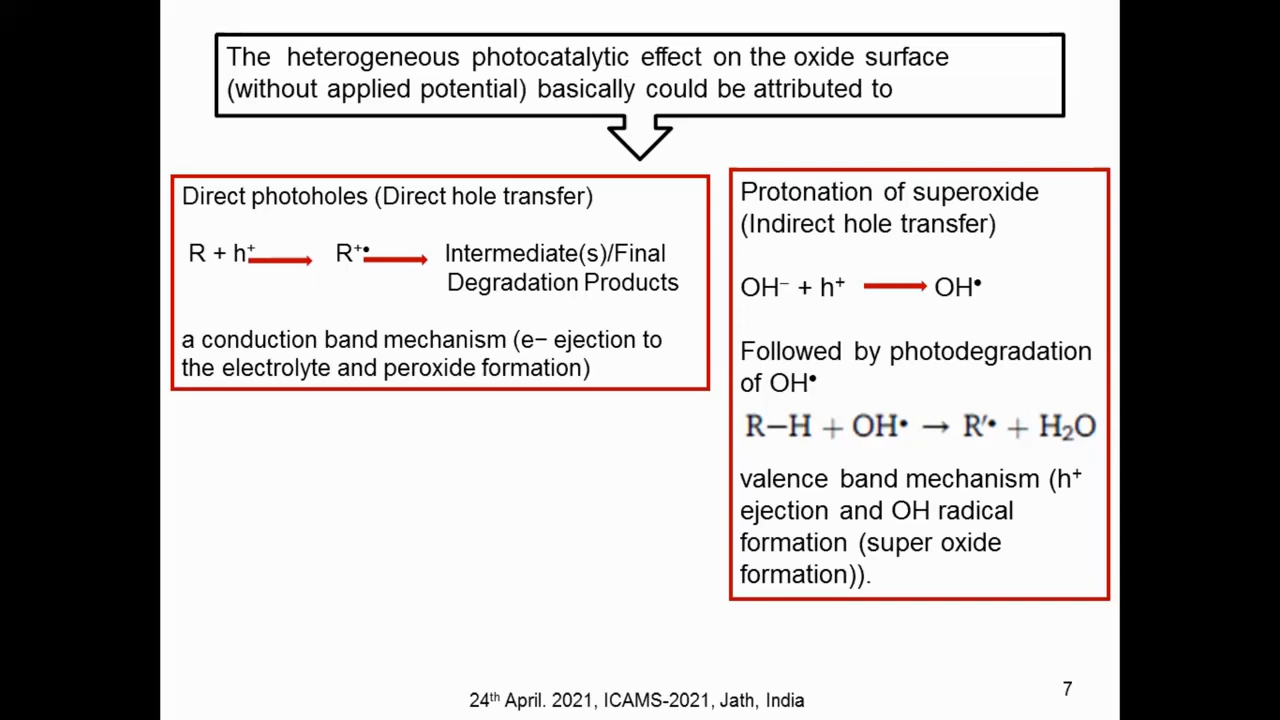 The heterogeneous photocatalytic effect on the oxide surface
(without applied potential) basically could be attributed to
Direct photoholes (Direct hole transfer)
R + h⁺ → R⁺• → Intermediate(s)/Final
Degradation Products
a conduction band mechanism (e− ejection to
the electrolyte and peroxide formation)
Protonation of superoxide
(Indirect hole transfer)
OH⁻ + h⁺ → OH•
Followed by photodegradation
of OH•
R–H + OH• → R′• + H₂O
valence band mechanism (h⁺
ejection and OH radical
formation (super oxide
formation)).
24ᵗʰ April. 2021, ICAMS-2021, Jath, India
7